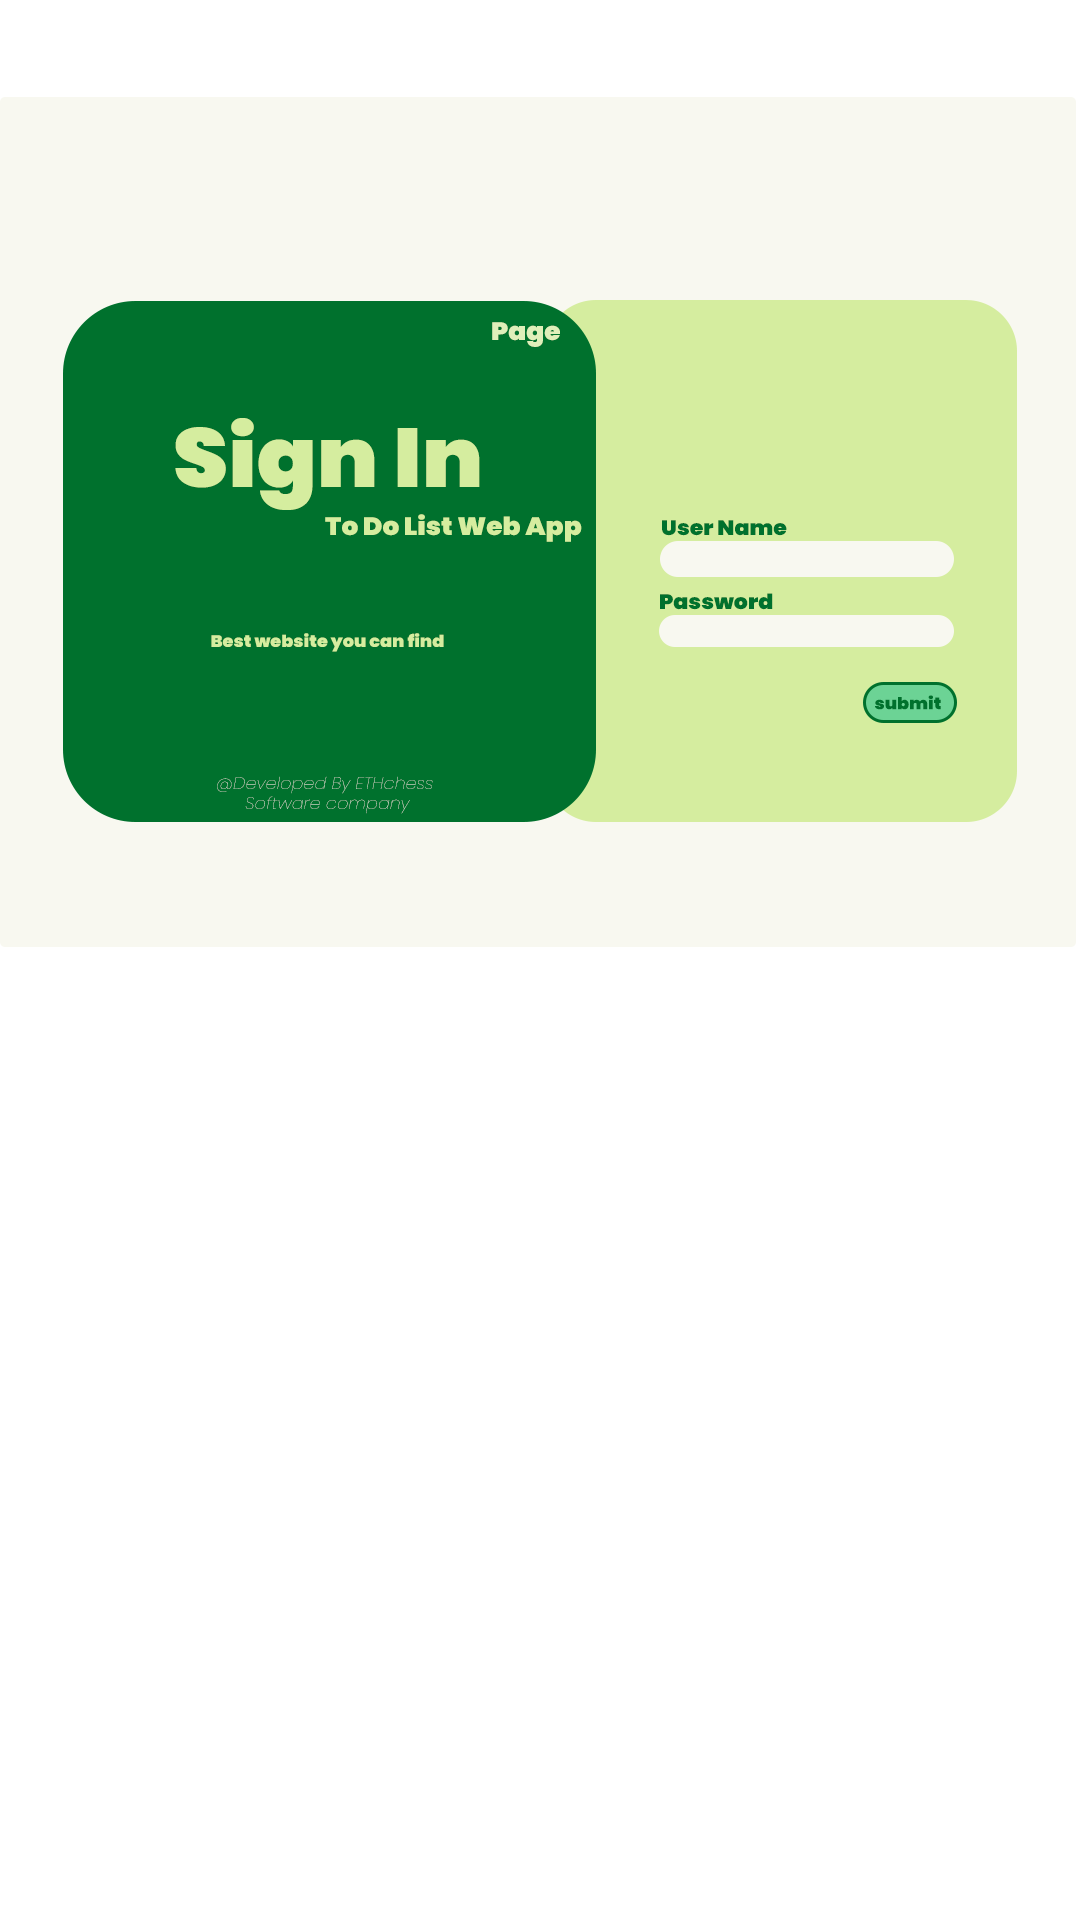 Page
Sign In
To Do List Web App
Best website you can find
@Developed By ETHchess
Software company
User Name
Password
submit